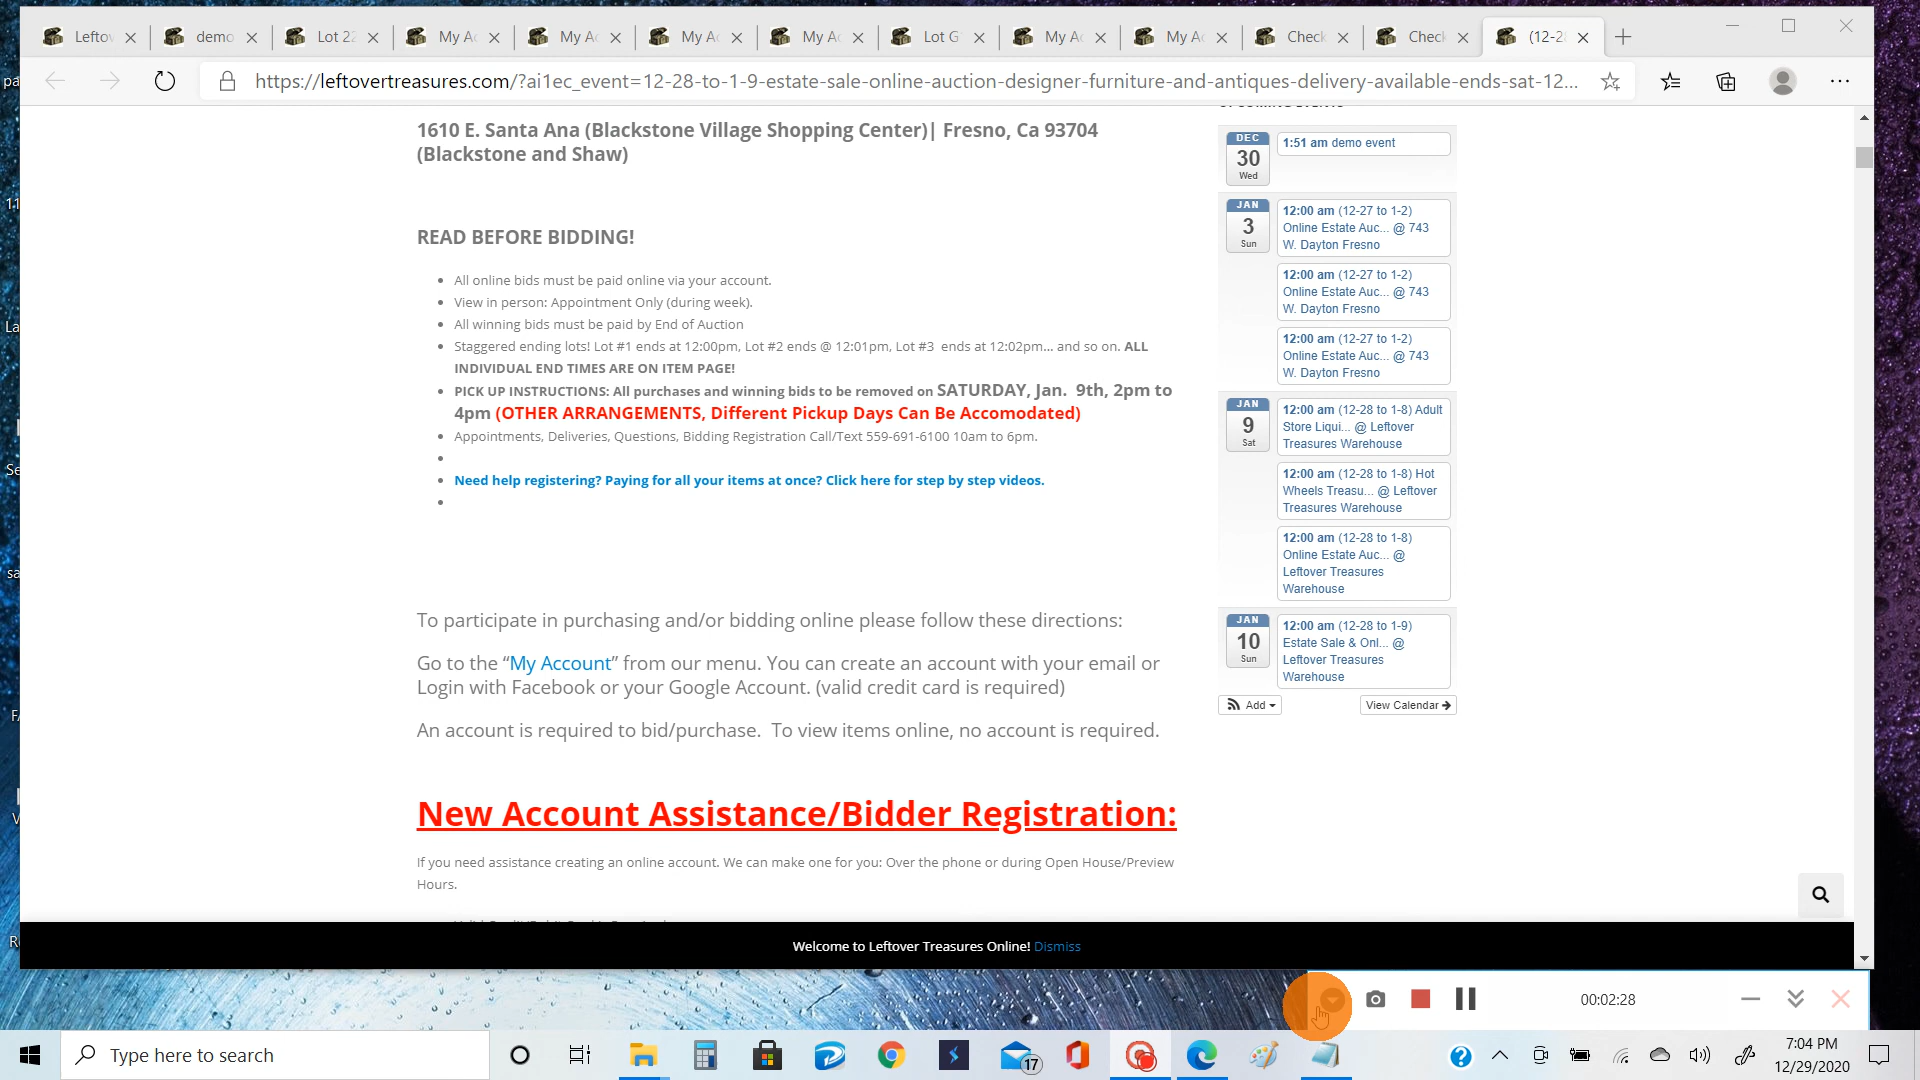 Lefto
demo
Lot 22
My Ac
My Ac
My Ac
My Ac
Lot G
My Ac
My Ac
Check
Check
(12-2
https://leftovertreasures.com/?ai1ec_event=12-28-to-1-9-estate-sale-online-auction-designer-furniture-and-antiques-delivery-available-ends-sat-12...
1610 E. Santa Ana (Blackstone Village Shopping Center)| Fresno, Ca 93704
(Blackstone and Shaw)
READ BEFORE BIDDING!
All online bids must be paid online via your account.
View in person: Appointment Only (during week).
All winning bids must be paid by End of Auction
Staggered ending lots! Lot #1 ends at 12:00pm, Lot #2 ends @ 12:01pm, Lot #3 ends at 12:02pm... and so on. ALL
INDIVIDUAL END TIMES ARE ON ITEM PAGE!
PICK UP INSTRUCTIONS: All purchases and winning bids to be removed on SATURDAY, Jan. 9th, 2pm to
4pm (OTHER ARRANGEMENTS, Different Pickup Days Can Be Accomodated)
Appointments, Deliveries, Questions, Bidding Registration Call/Text 559-691-6100 10am to 6pm.
Need help registering? Paying for all your items at once? Click here for step by step videos.
To participate in purchasing and/or bidding online please follow these directions:
Go to the “My Account” from our menu. You can create an account with your email or
Login with Facebook or your Google Account. (valid credit card is required)
An account is required to bid/purchase. To view items online, no account is required.
New Account Assistance/Bidder Registration:
If you need assistance creating an online account. We can make one for you: Over the phone or during Open House/Preview
Hours.
DEC
30
Wed
1:51 am demo event
JAN
3
Sun
12:00 am (12-27 to 1-2)
Online Estate Auc... @ 743
W. Dayton Fresno
12:00 am (12-27 to 1-2)
Online Estate Auc... @ 743
W. Dayton Fresno
12:00 am (12-27 to 1-2)
Online Estate Auc... @ 743
W. Dayton Fresno
JAN
9
Sat
12:00 am (12-28 to 1-8) Adult
Store Liqui... @ Leftover
Treasures Warehouse
12:00 am (12-28 to 1-8) Hot
Wheels Treasu... @ Leftover
Treasures Warehouse
12:00 am (12-28 to 1-8)
Online Estate Auc... @
Leftover Treasures
Warehouse
JAN
10
Sun
12:00 am (12-28 to 1-9)
Estate Sale & Onl... @
Leftover Treasures
Warehouse
Add
View Calendar
Welcome to Leftover Treasures Online! Dismiss
00:02:28
Type here to search
17
7:04 PM
12/29/2020